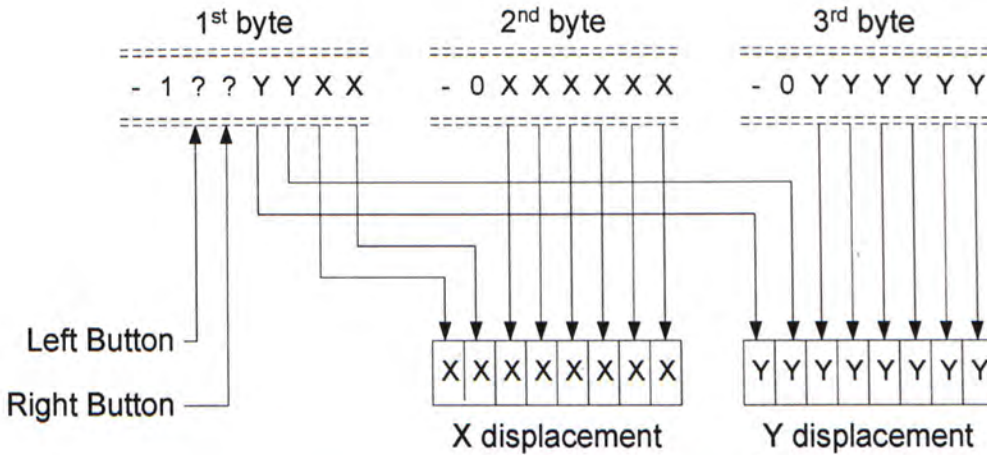 1st byte 2nd byte 3rd byte
- 1 ? ? Y Y X X - 0 X X X X X X - 0 Y Y Y Y Y Y
Left Button
X X X X X X X X Y Y Y Y Y Y Y Y
Right Button
X displacement Y displacement